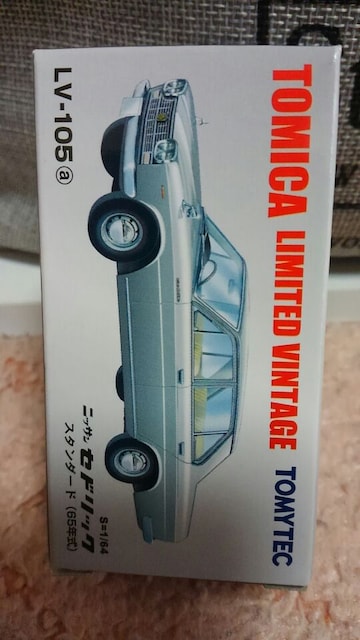 TOMICA LIMITED VINTAGE TOMYTEC
LV-105 ⓐ
S=1/64
ニッサン セドリック
スタンダード (65年式)